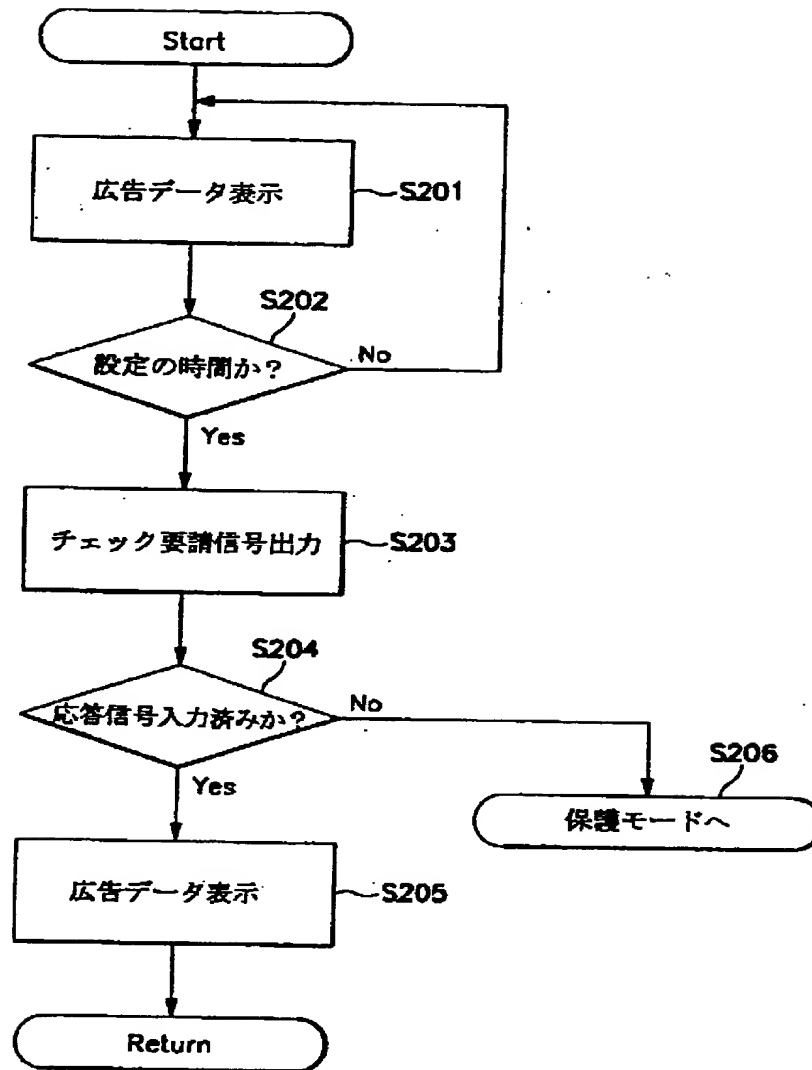 Start
広告データ表示
S201
S202
設定の時間か？
No
Yes
チェック要請信号出力
S203
S204
応答信号入力済みか？
No
Yes
S206
保護モードへ
広告データ表示
S205
Return